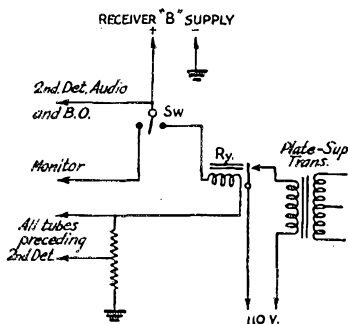 RECEIVER "B" SUPPLY
+ -
2nd. Det. Audio
and B.O.
Sw
Ry.
Plate-Sup
Trans.
Monitor
All tubes
preceding
2nd Det.
110 V.